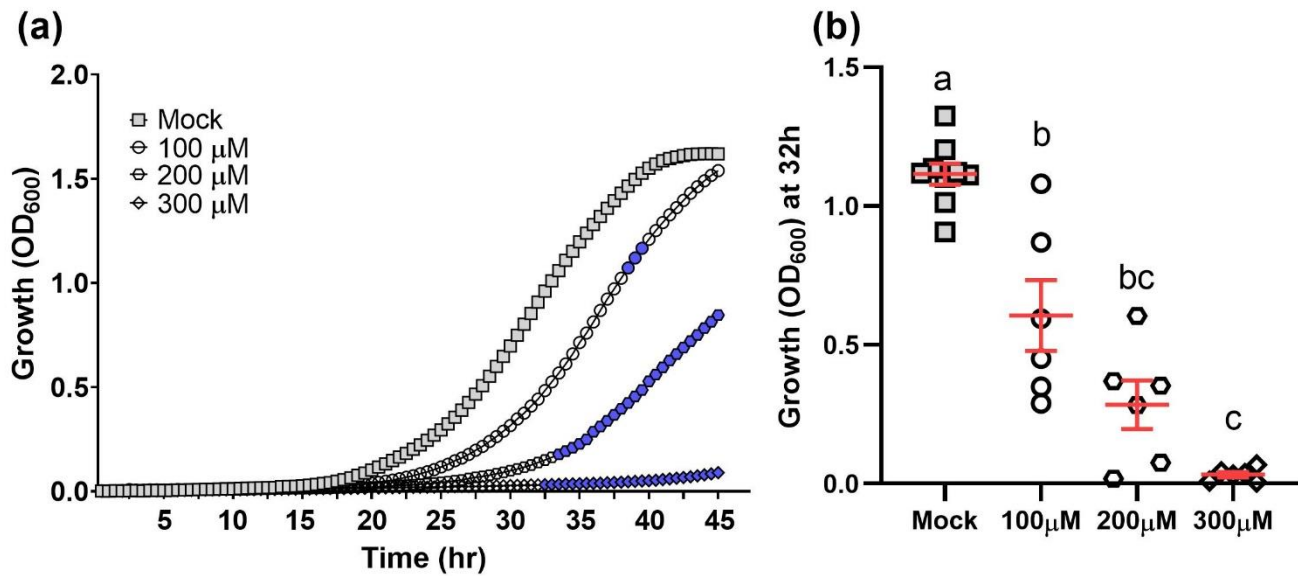 (a)
Growth (OD600)
2.0
1.5
1.0
0.5
0.0
Mock
100 μM
200 μM
300 μM
5 10 15 20 25 30 35 40 45
Time (hr)
(b)
Growth (OD600) at 32h
1.5
1.0
0.5
0.0
a
b
bc
c
Mock 100μM 200μM 300μM